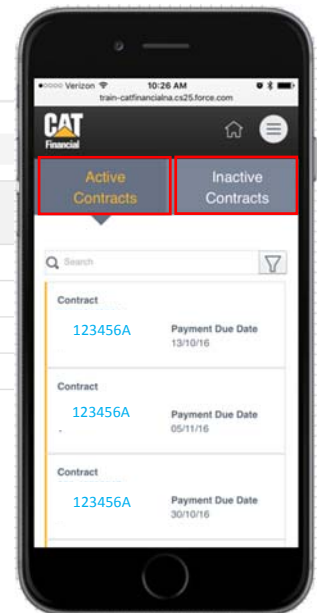 Verizon 10:26 AM
train-catfinancialna.cs25.force.com
CAT
Financial
Active Contracts
Inactive Contracts
Search
Contract
123456A
Payment Due Date
13/10/16
Contract
123456A
Payment Due Date
05/11/16
Contract
123456A
Payment Due Date
30/10/16